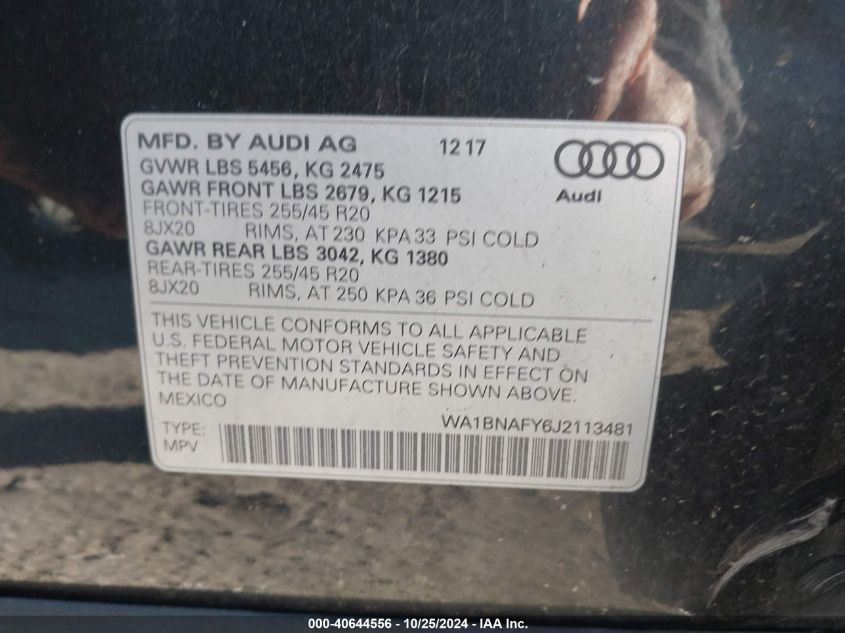 MFD. BY AUDI AG 12 17
GVWR LBS 5456, KG 2475
GAWR FRONT LBS 2679, KG 1215
Audi
FRONT-TIRES 255/45 R20
8JX20 RIMS, AT 230 KPA 33 PSI COLD
GAWR REAR LBS 3042, KG 1380
REAR-TIRES 255/45 R20
8JX20 RIMS, AT 250 KPA 36 PSI COLD
THIS VEHICLE CONFORMS TO ALL APPLICABLE
U.S. FEDERAL MOTOR VEHICLE SAFETY AND
THEFT PREVENTION STANDARDS IN EFFECT ON
THE DATE OF MANUFACTURE SHOWN ABOVE.
MEXICO
WA1BNAFY6J2113481
TYPE:
MPV
000-40644556 | 10/25/2024 | Copyright © IAA, Inc.